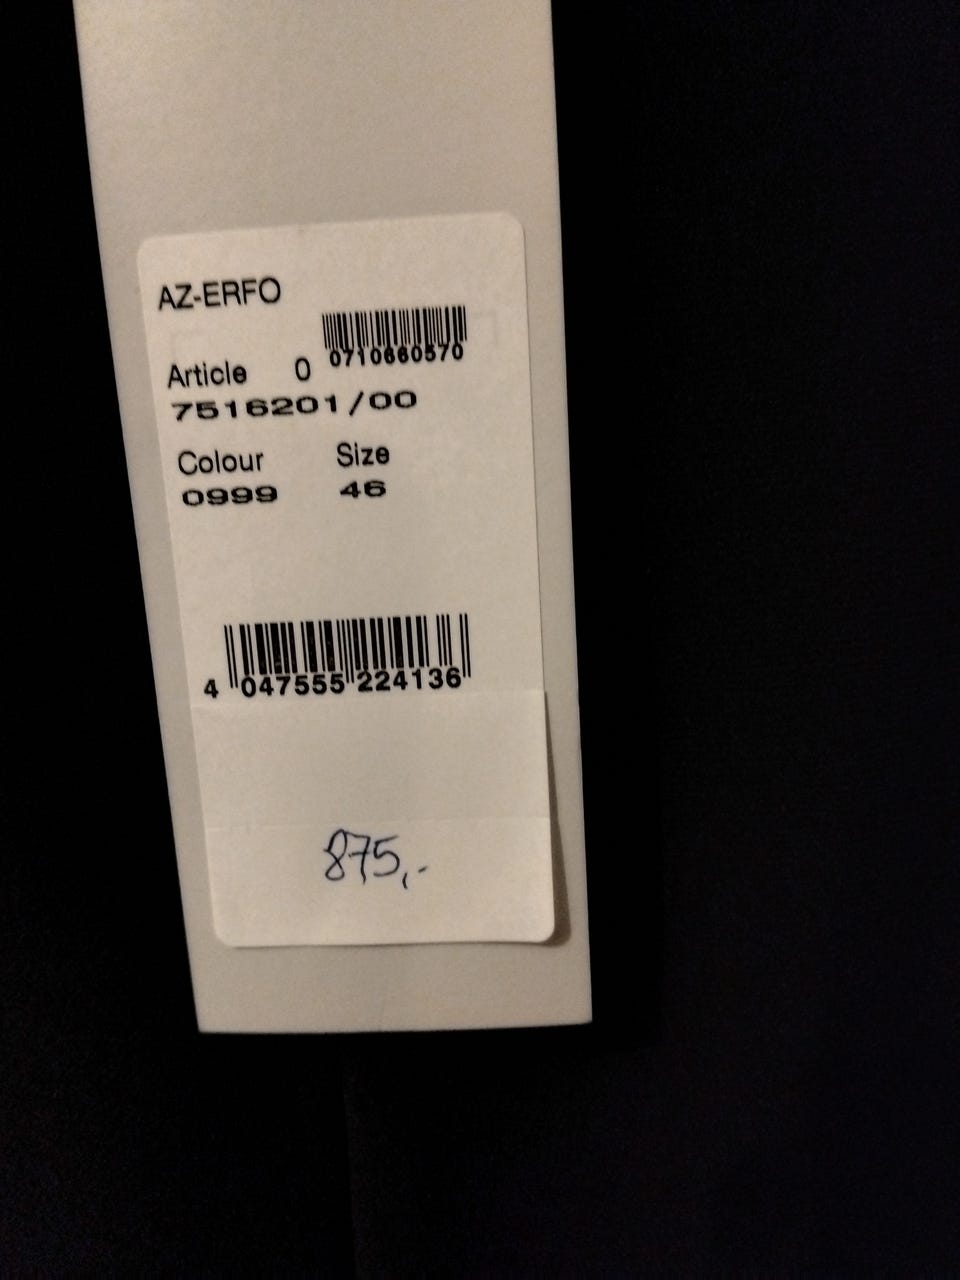 AZ-ERFO
0710660570
Article 0
7516201/00
Colour Size
0999 46
4 047555 224136
875,-